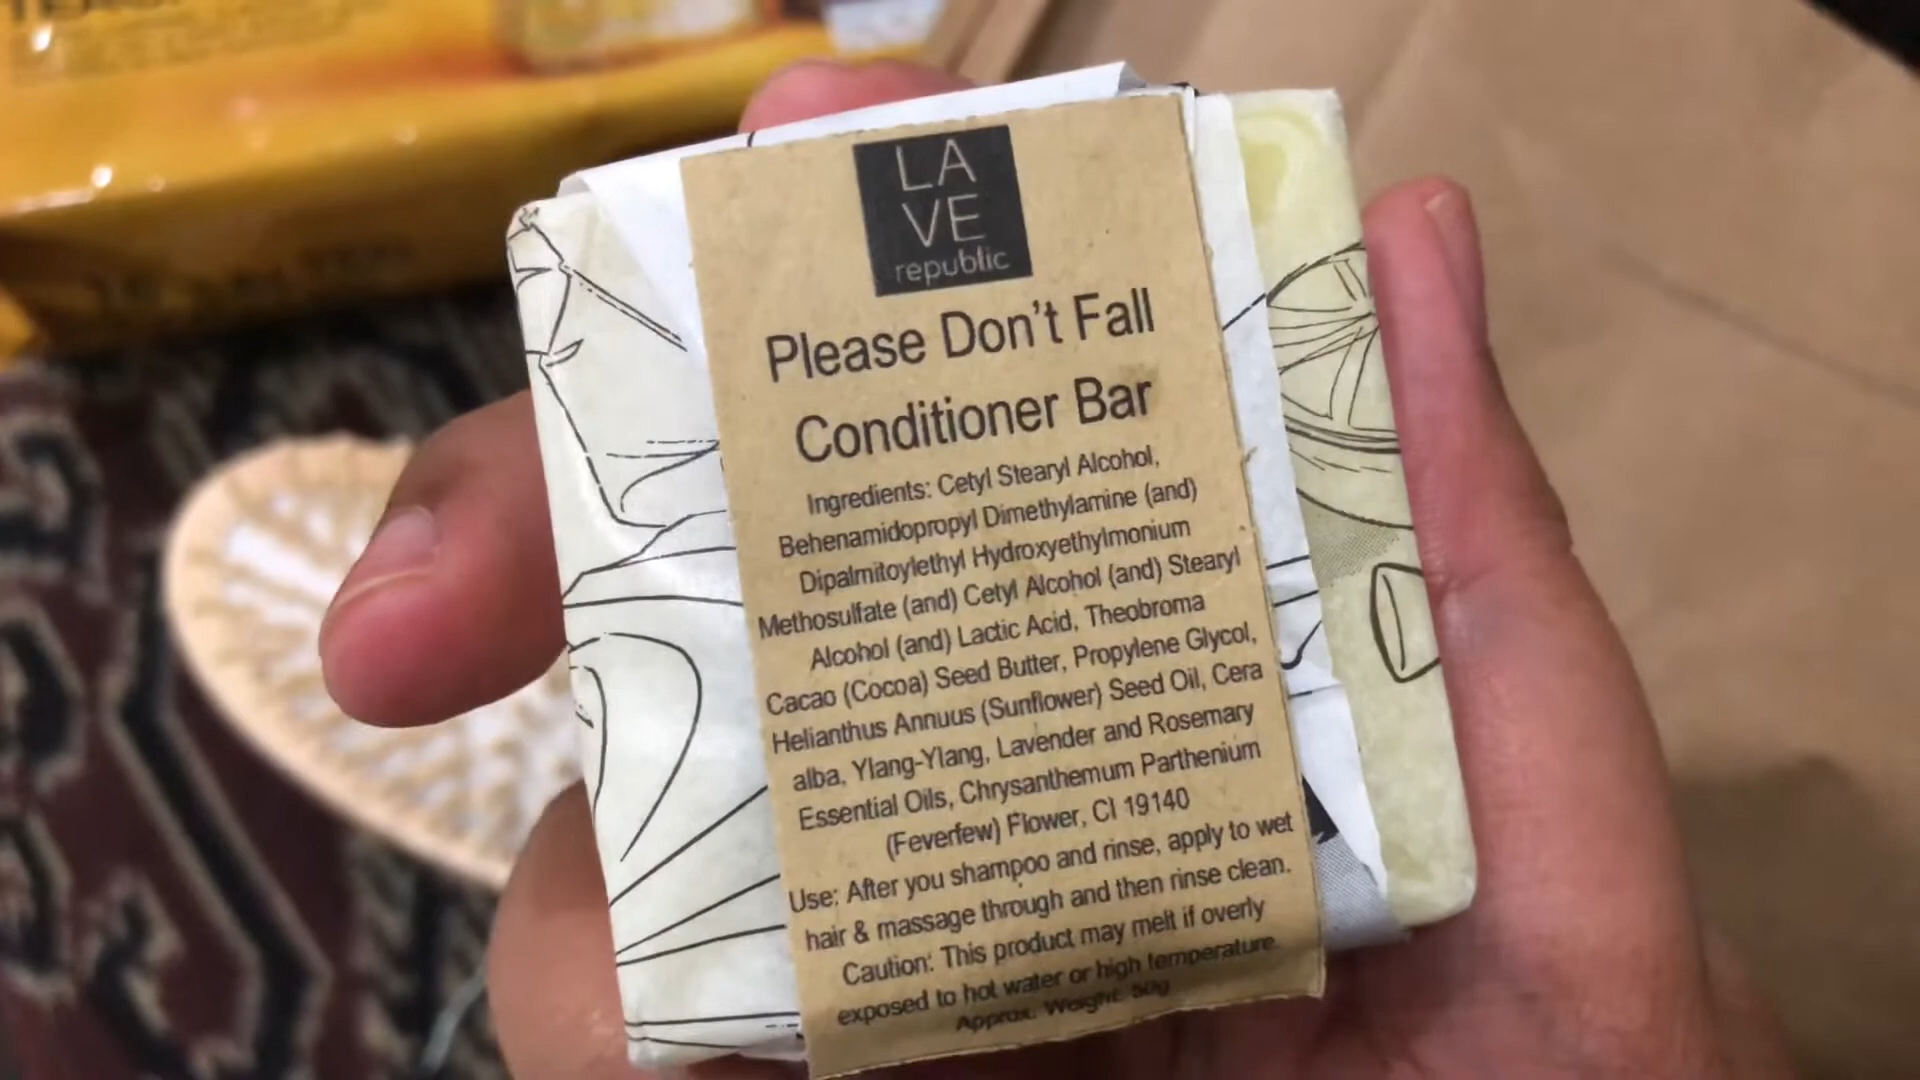 LA
VE
republic
Please Don't Fall
Conditioner Bar
Ingredients: Cetyl Stearyl Alcohol,
Behenamidopropyl Dimethylamine (and)
Dipalmitoylethyl Hydroxyethylmonium
Methosulfate (and) Cetyl Alcohol (and) Stearyl
Alcohol (and) Lactic Acid, Theobroma
Cacao (Cocoa) Seed Butter, Propylene Glycol,
Helianthus Annuus (Sunflower) Seed Oil, Cera
alba, Ylang-Ylang, Lavender and Rosemary
Essential Oils, Chrysanthemum Parthenium
(Feverfew) Flower, CI 19140
Use: After you shampoo and rinse, apply to wet
hair & massage through and then rinse clean.
Caution: This product may melt if overly
exposed to hot water or high temperature.
Approx. Weight: 50g